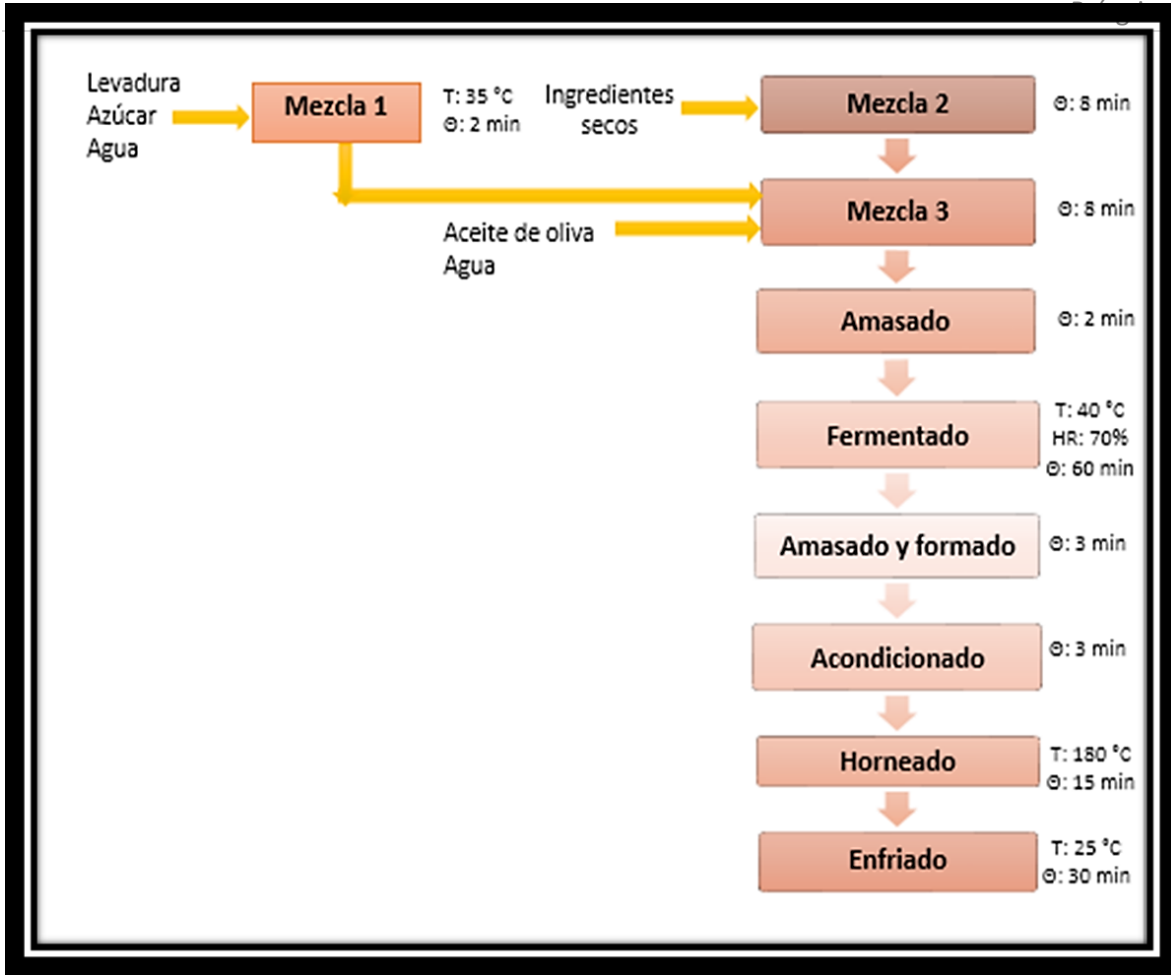 Levadura
Azúcar
Agua
Mezcla 1
T: 35 °C
Θ: 2 min
Ingredientes
secos
Mezcla 2
Θ: 8 min
Mezcla 3
Θ: 8 min
Aceite de oliva
Agua
Amasado
Θ: 2 min
Fermentado
T: 40 °C
HR: 70%
Θ: 60 min
Amasado y formado
Θ: 3 min
Acondicionado
Θ: 3 min
Horneado
T: 180 °C
Θ: 15 min
Enfriado
T: 25 °C
Θ: 30 min